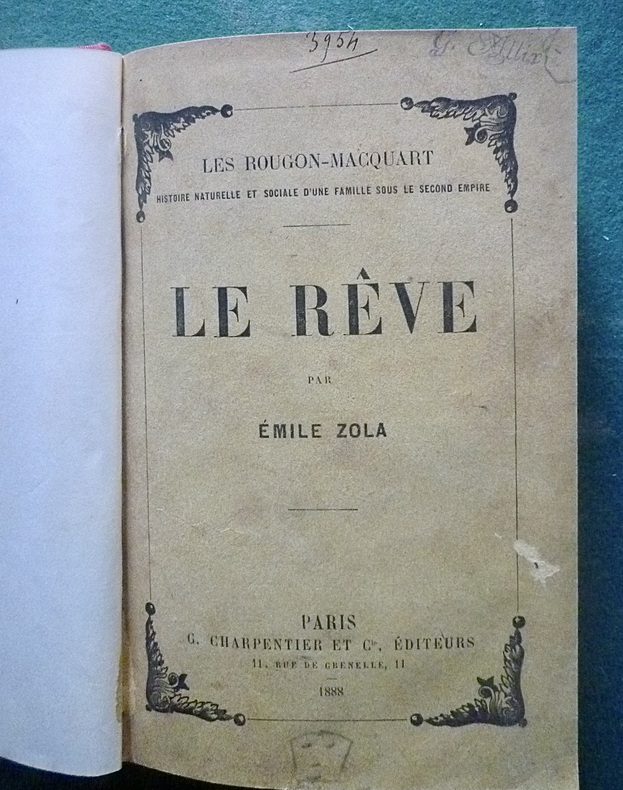 3954
LES ROUGON-MACQUART
HISTOIRE NATURELLE ET SOCIALE D'UNE FAMILLE SOUS LE SECOND EMPIRE
LE RÊVE
PAR
ÉMILE ZOLA
PARIS
G. CHARPENTIER ET Cie, ÉDITEURS
11, RUE DE GRENELLE, 11
1888